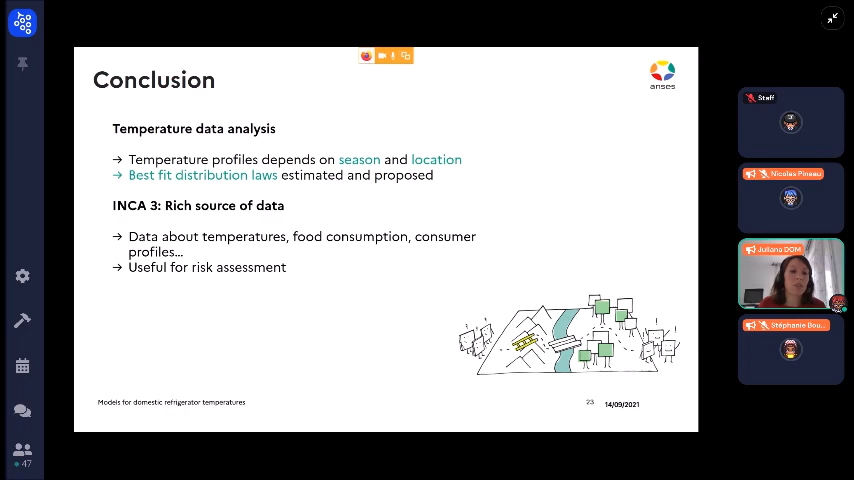 Conclusion
anses
Temperature data analysis
→ Temperature profiles depends on season and location
→ Best fit distribution laws estimated and proposed
INCA 3: Rich source of data
→ Data about temperatures, food consumption, consumer
profiles...
→ Useful for risk assessment
Models for domestic refrigerator temperatures
23
14/09/2021
Staff
Nicolas Pineau
Juliana DOM
Stéphanie Bou...
47